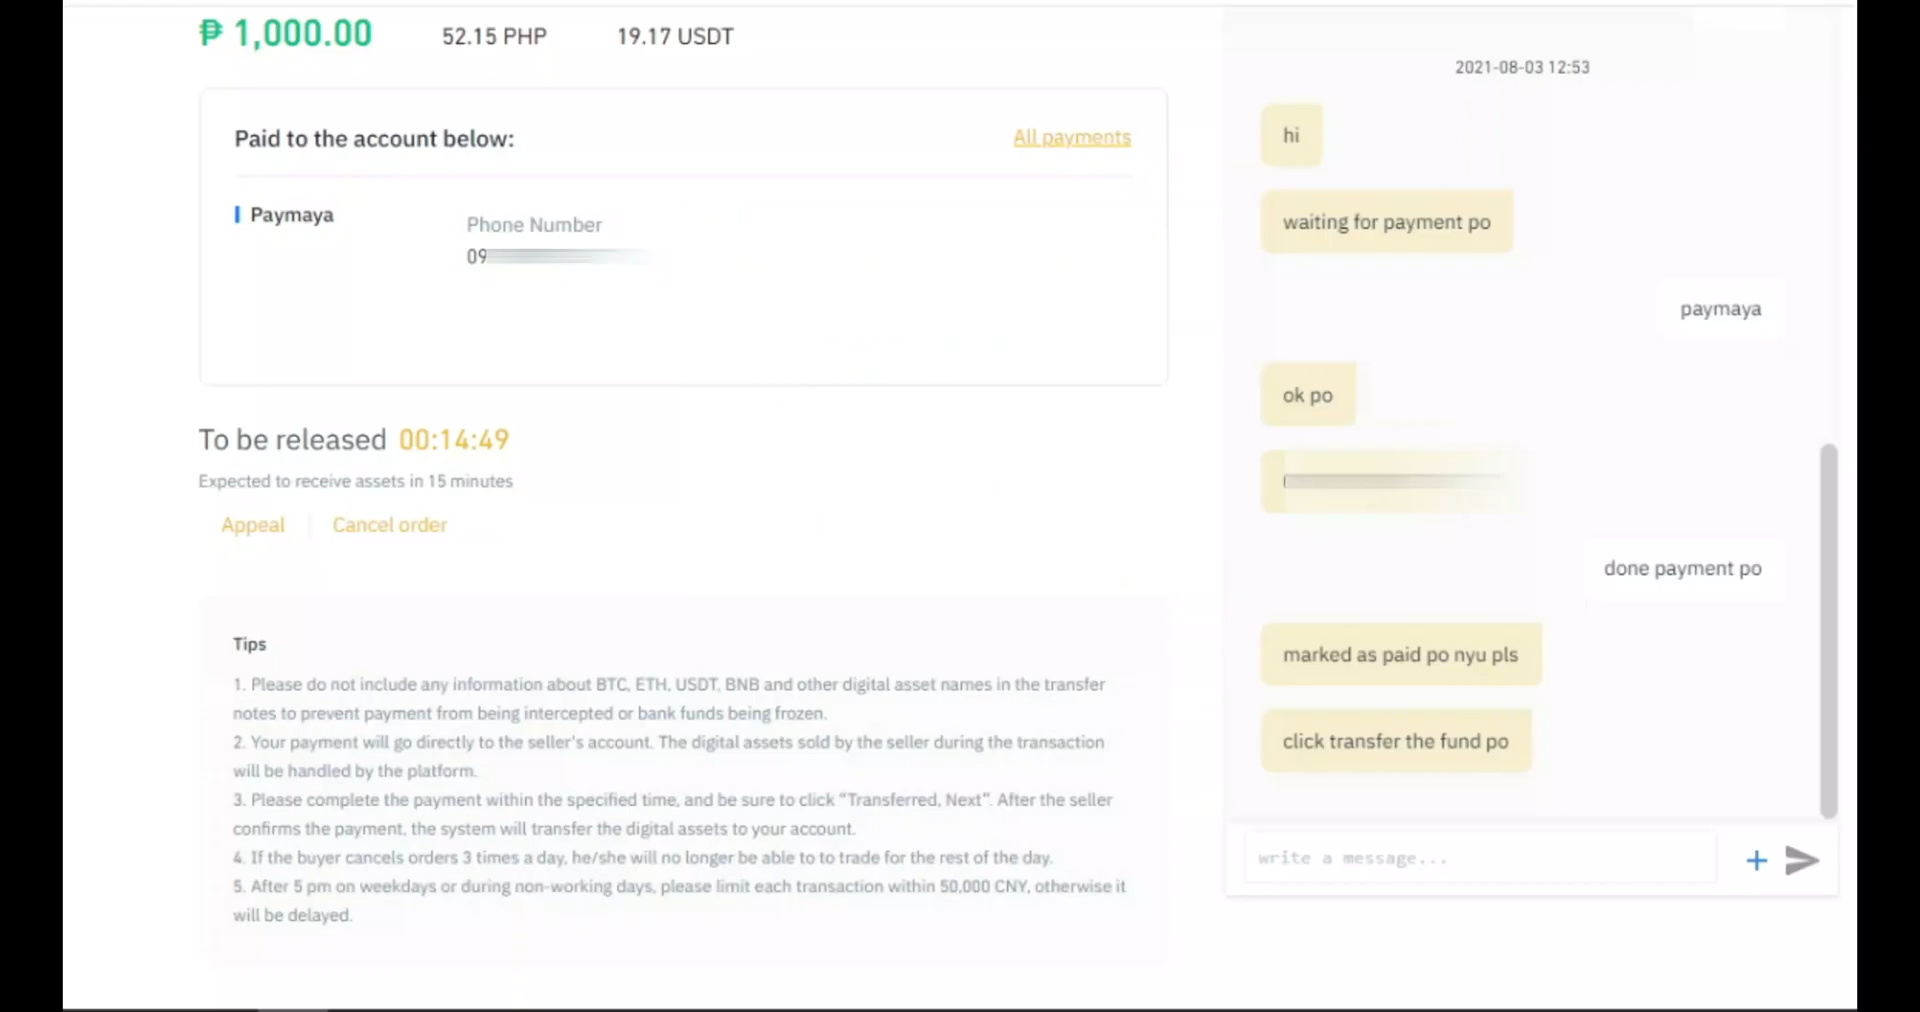 ₱ 1,000.00 52.15 PHP 19.17 USDT
Paid to the account below: All payments
Paymaya
Phone Number
09
To be released 00:14:49
Expected to receive assets in 15 minutes
Appeal Cancel order
Tips
1. Please do not include any information about BTC, ETH, USDT, BNB and other digital asset names in the transfer
notes to prevent payment from being intercepted or bank funds being frozen.
2. Your payment will go directly to the seller's account. The digital assets sold by the seller during the transaction
will be handled by the platform.
3. Please complete the payment within the specified time, and be sure to click “Transferred, Next”. After the seller
confirms the payment, the system will transfer the digital assets to your account.
4. If the buyer cancels orders 3 times a day, he/she will no longer be able to to trade for the rest of the day.
5. After 5 pm on weekdays or during non-working days, please limit each transaction within 50,000 CNY, otherwise it
will be delayed.
2021-08-03 12:53
hi
waiting for payment po
paymaya
ok po
done payment po
marked as paid po nyu pls
click transfer the fund po
write a message...